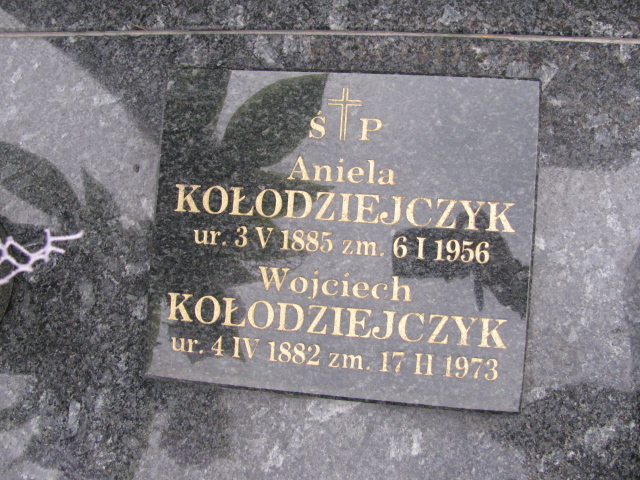 Ś P
Aniela
KOŁODZIEJCZYK
ur. 3 V 1885 zm. 6 I 1956
Wojciech
KOŁODZIEJCZYK
ur. 4 IV 1882 zm. 17 II 1973